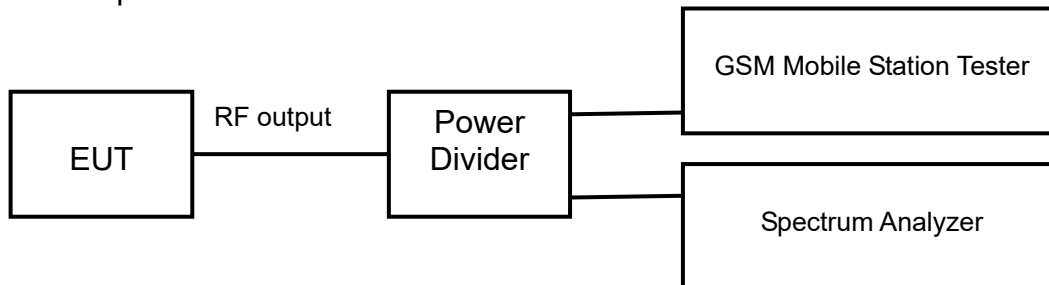 GSM Mobile Station Tester
RF output
EUT
Power
Divider
Spectrum Analyzer